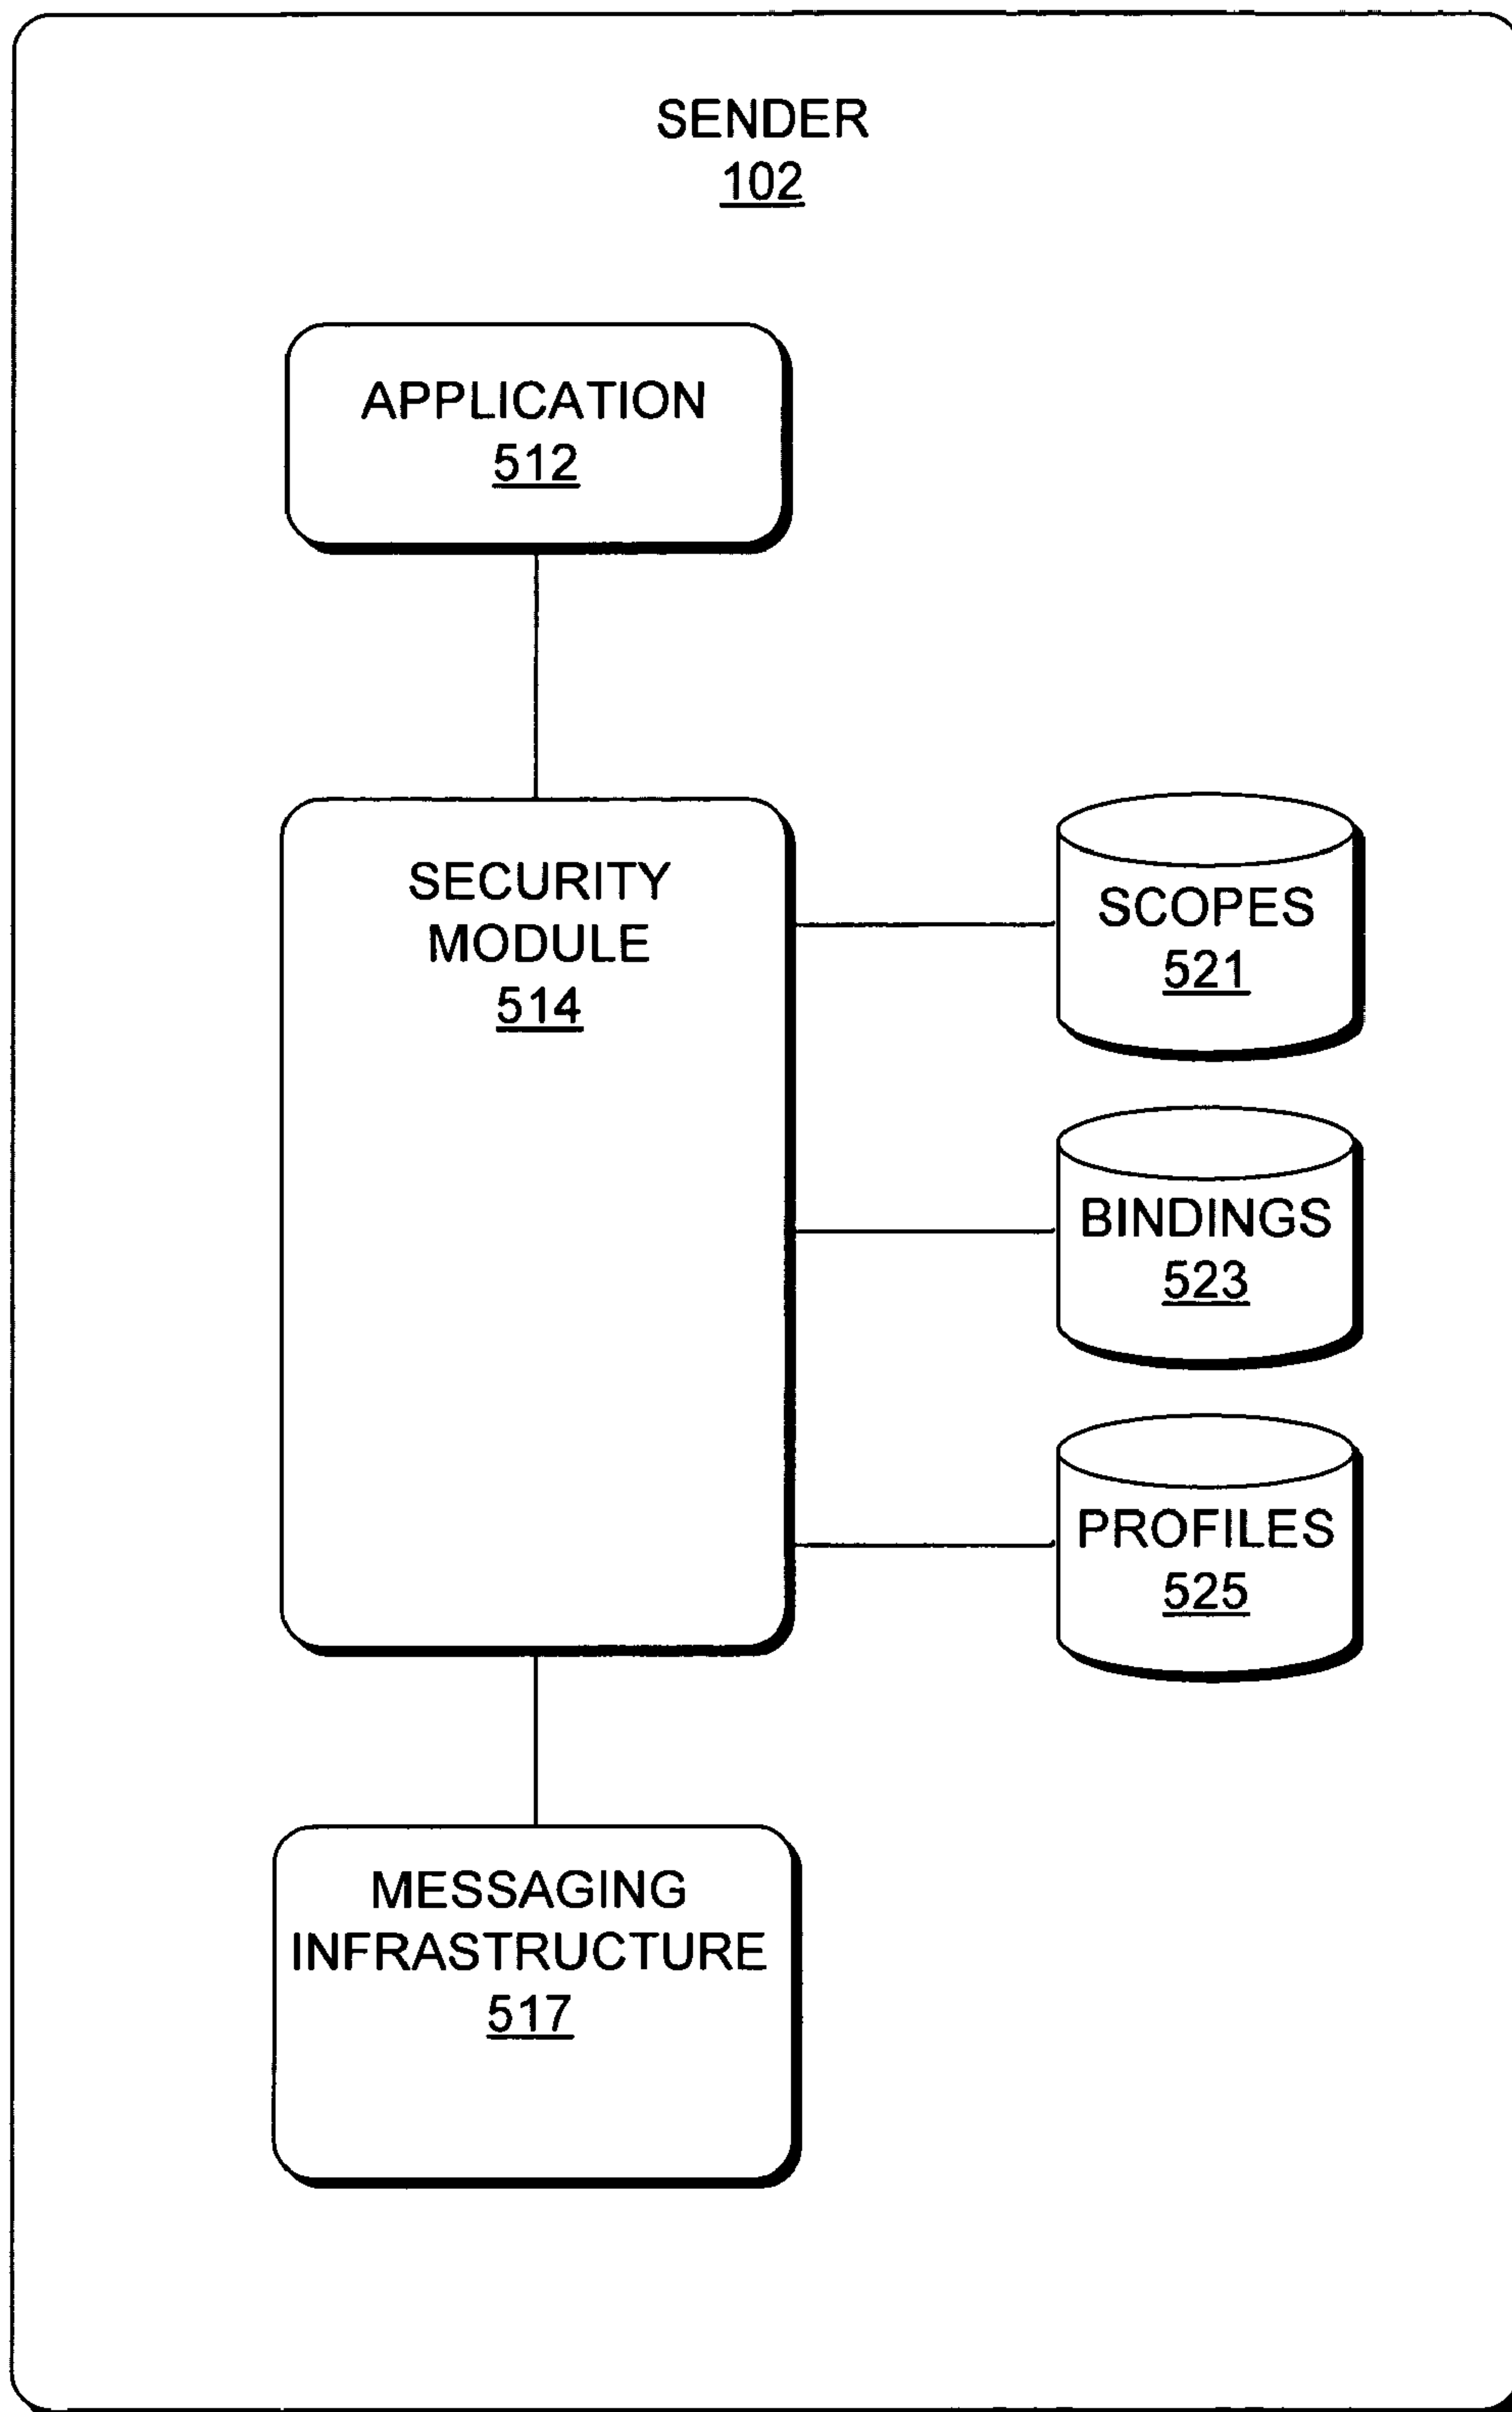 SENDER
102
APPLICATION
512
SECURITY
MODULE
514
SCOPES
521
BINDINGS
523
PROFILES
525
MESSAGING
INFRASTRUCTURE
517